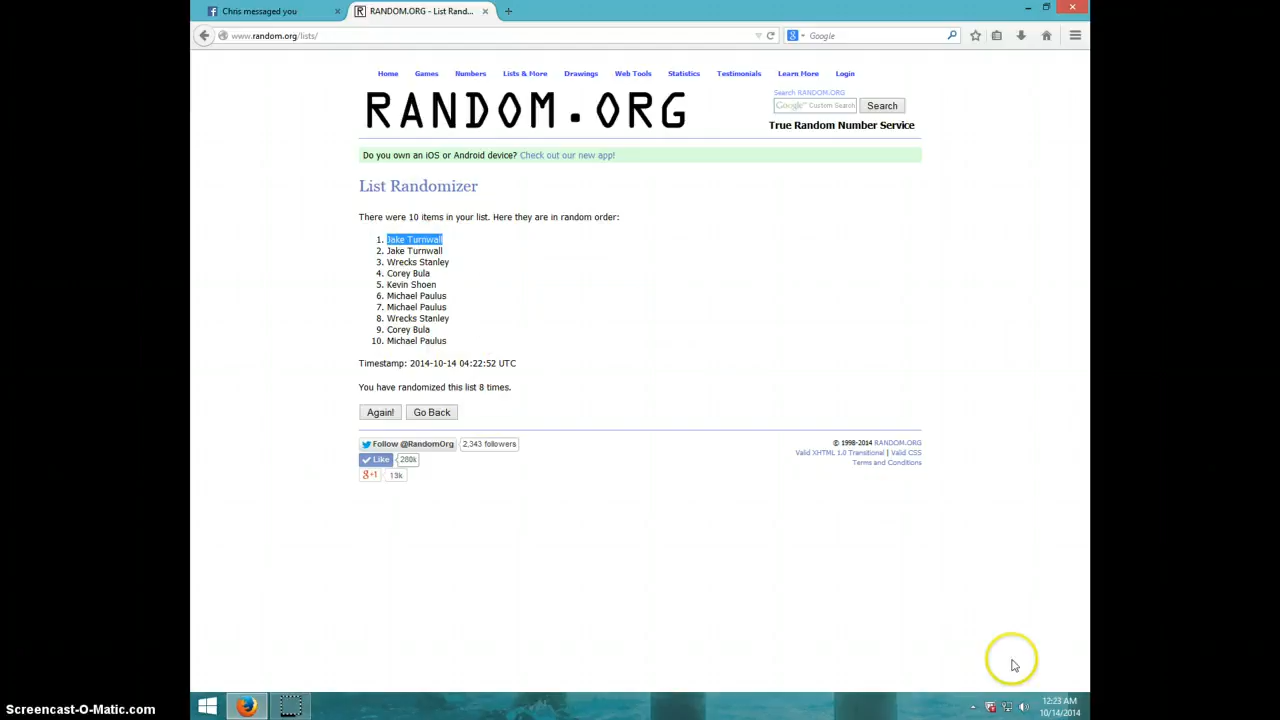 Chris messaged you
RANDOM.ORG - List Rand...
www.random.org/lists/
Google
Home Games Numbers Lists & More Drawings Web Tools Statistics Testimonials Learn More Login
RANDOM.ORG
Search RANDOM.ORG
Google™ Custom Search Search
True Random Number Service
Do you own an iOS or Android device? Check out our new app!
List Randomizer
There were 10 items in your list. Here they are in random order:
1. Jake Turnwall
2. Jake Turnwall
3. Wrecks Stanley
4. Corey Bula
5. Kevin Shoen
6. Michael Paulus
7. Michael Paulus
8. Wrecks Stanley
9. Corey Bula
10. Michael Paulus
Timestamp: 2014-10-14 04:22:52 UTC
You have randomized this list 8 times.
Again! Go Back
Follow @RandomOrg 2,343 followers
Like 280k
+1 13k
© 1998-2014 RANDOM.ORG
Valid XHTML 1.0 Transitional | Valid CSS
Terms and Conditions
12:23 AM
10/14/2014
Screencast-O-Matic.com